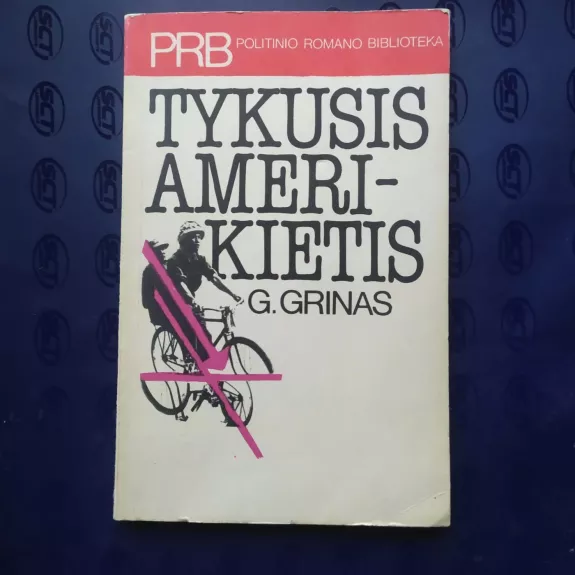 PRB POLITINIO ROMANO BIBLIOTEKA
TYKUSIS
AMERI-
KIETIS
G. GRINAS